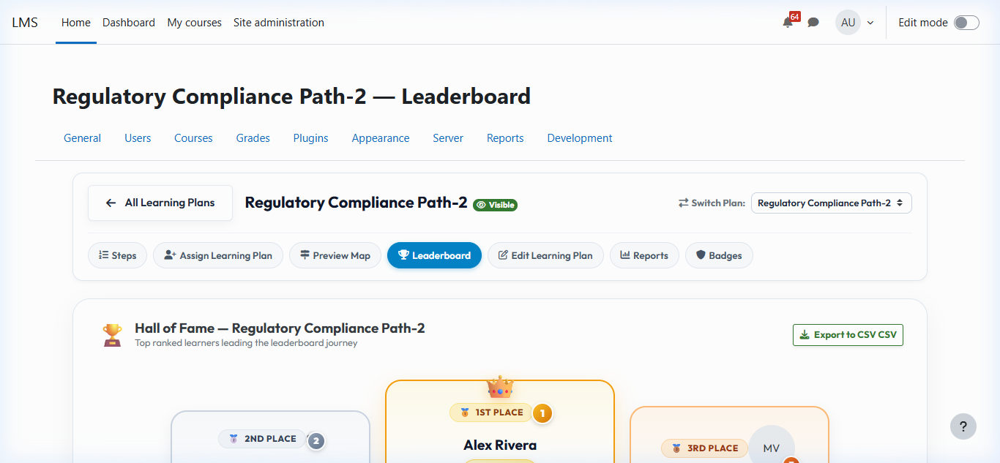 LMS Home Dashboard My courses Site administration 64 AU Edit mode
Regulatory Compliance Path-2 — Leaderboard
General Users Courses Grades Plugins Appearance Server Reports Development
All Learning Plans Regulatory Compliance Path-2 Visible Switch Plan: Regulatory Compliance Path-2
Steps Assign Learning Plan Preview Map Leaderboard Edit Learning Plan Reports Badges
Hall of Fame — Regulatory Compliance Path-2
Top ranked learners leading the leaderboard journey
Export to CSV CSV
1ST PLACE 1
2ND PLACE 2
Alex Rivera
3RD PLACE MV
?